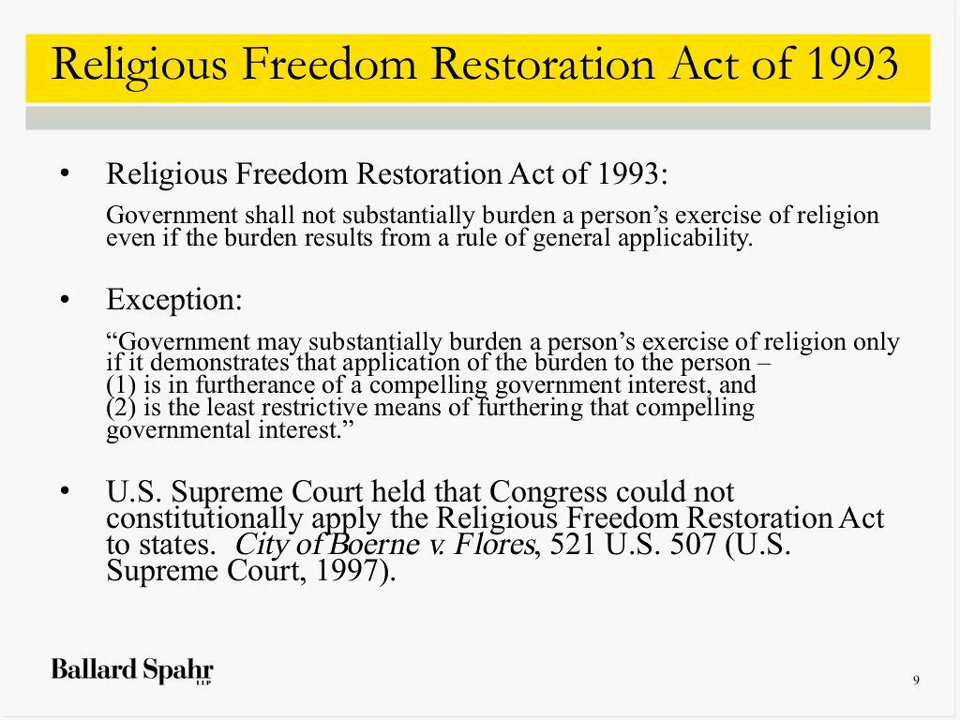 Religious Freedom Restoration Act of 1993
• Religious Freedom Restoration Act of 1993:
Government shall not substantially burden a person’s exercise of religion
even if the burden results from a rule of general applicability.
• Exception:
“Government may substantially burden a person’s exercise of religion only
if it demonstrates that application of the burden to the person –
(1) is in furtherance of a compelling government interest, and
(2) is the least restrictive means of furthering that compelling
governmental interest.”
• U.S. Supreme Court held that Congress could not
constitutionally apply the Religious Freedom Restoration Act
to states. City of Boerne v. Flores, 521 U.S. 507 (U.S.
Supreme Court, 1997).
Ballard Spahr
LLP
9